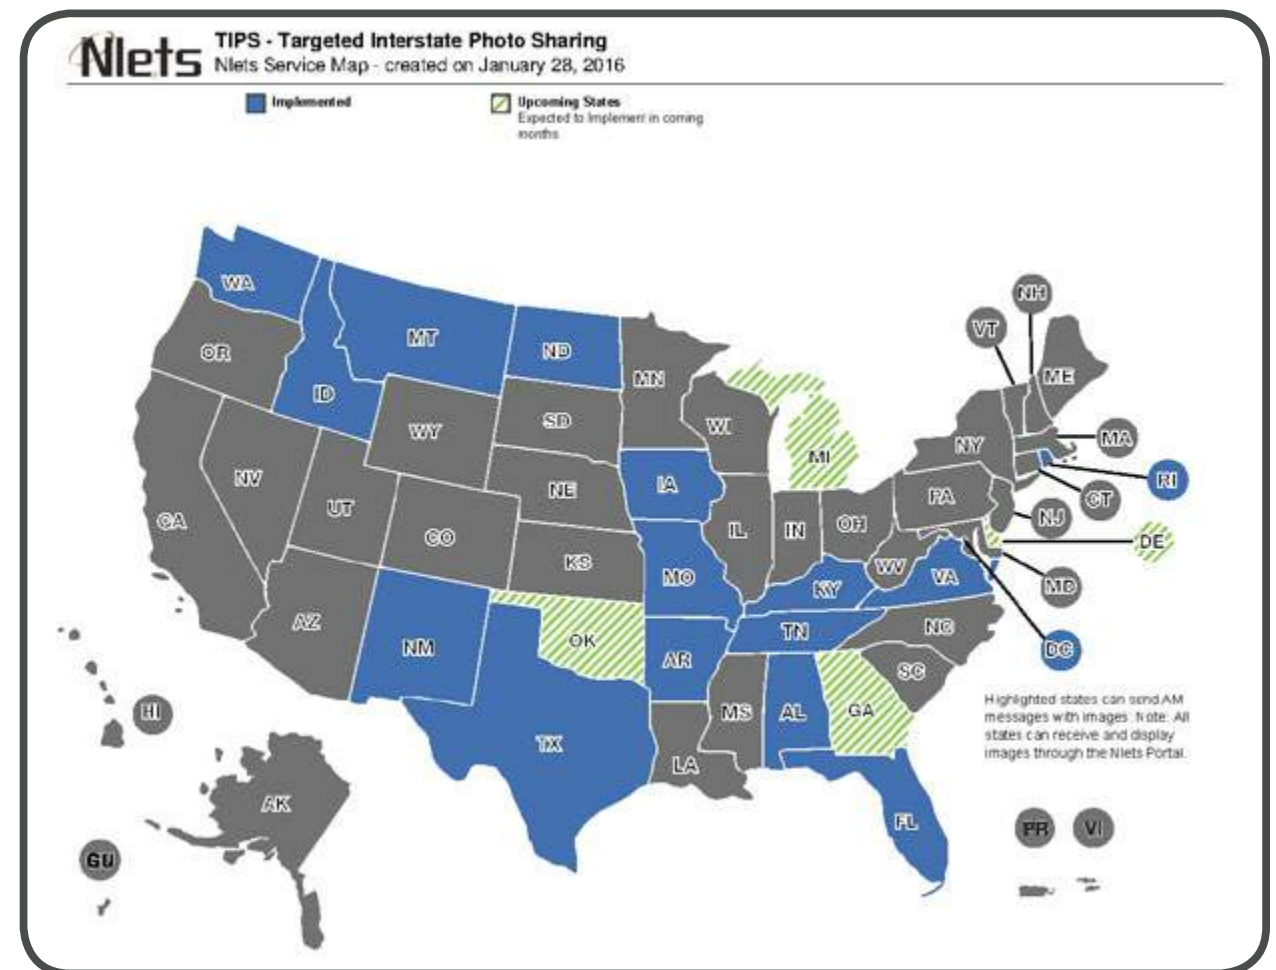 Nlets
TIPS - Targeted Interstate Photo Sharing
Nlets Service Map - created on January 28, 2016
Implemented
Upcoming States
Expected to Implement in coming
months
WA
OR
ID
MT
ND
MN
SD
WY
NV
UT
CA
CO
NE
KS
IA
WI
MI
IL
IN
OH
MO
KY
WV
VA
PA
NY
VT
NH
ME
MA
RI
CT
NJ
DE
MD
DC
AZ
NM
OK
AR
TN
NC
SC
MS
AL
GA
LA
TX
FL
HI
AK
GU
PR
VI
Highlighted states can send AM
messages with images. Note: All
states can receive and display
images through the Nlets Portal.